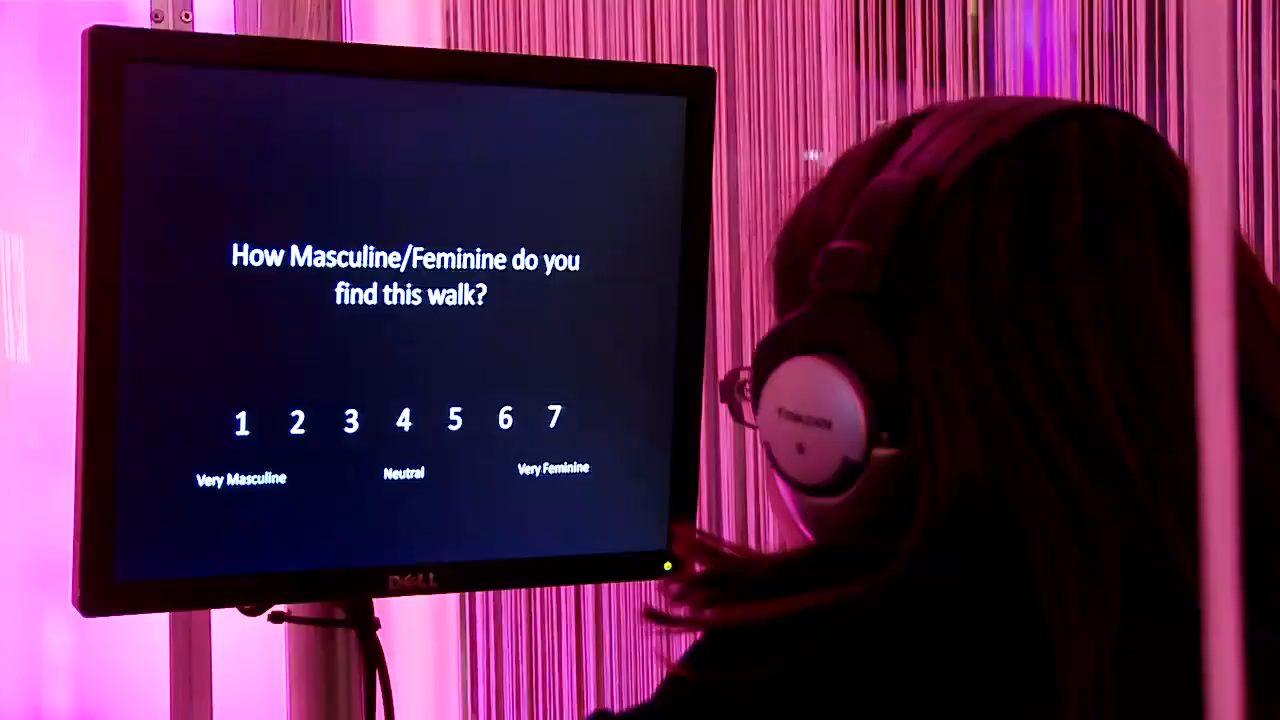 How Masculine/Feminine do you
find this walk?
1 2 3 4 5 6 7
Very Masculine Neutral Very Feminine
DELL